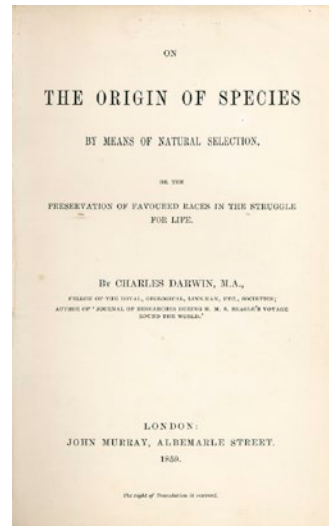 ON
THE ORIGIN OF SPECIES
BY MEANS OF NATURAL SELECTION,
OR THE
PRESERVATION OF FAVOURED RACES IN THE STRUGGLE
FOR LIFE.
By CHARLES DARWIN, M.A.,
FELLOW OF THE ROYAL, GEOLOGICAL, LINNÆAN, ETC., SOCIETIES;
AUTHOR OF ‘JOURNAL OF RESEARCHES DURING H. M. S. BEAGLE’S VOYAGE
ROUND THE WORLD.’
LONDON:
JOHN MURRAY, ALBEMARLE STREET.
1859.
The right of Translation is reserved.